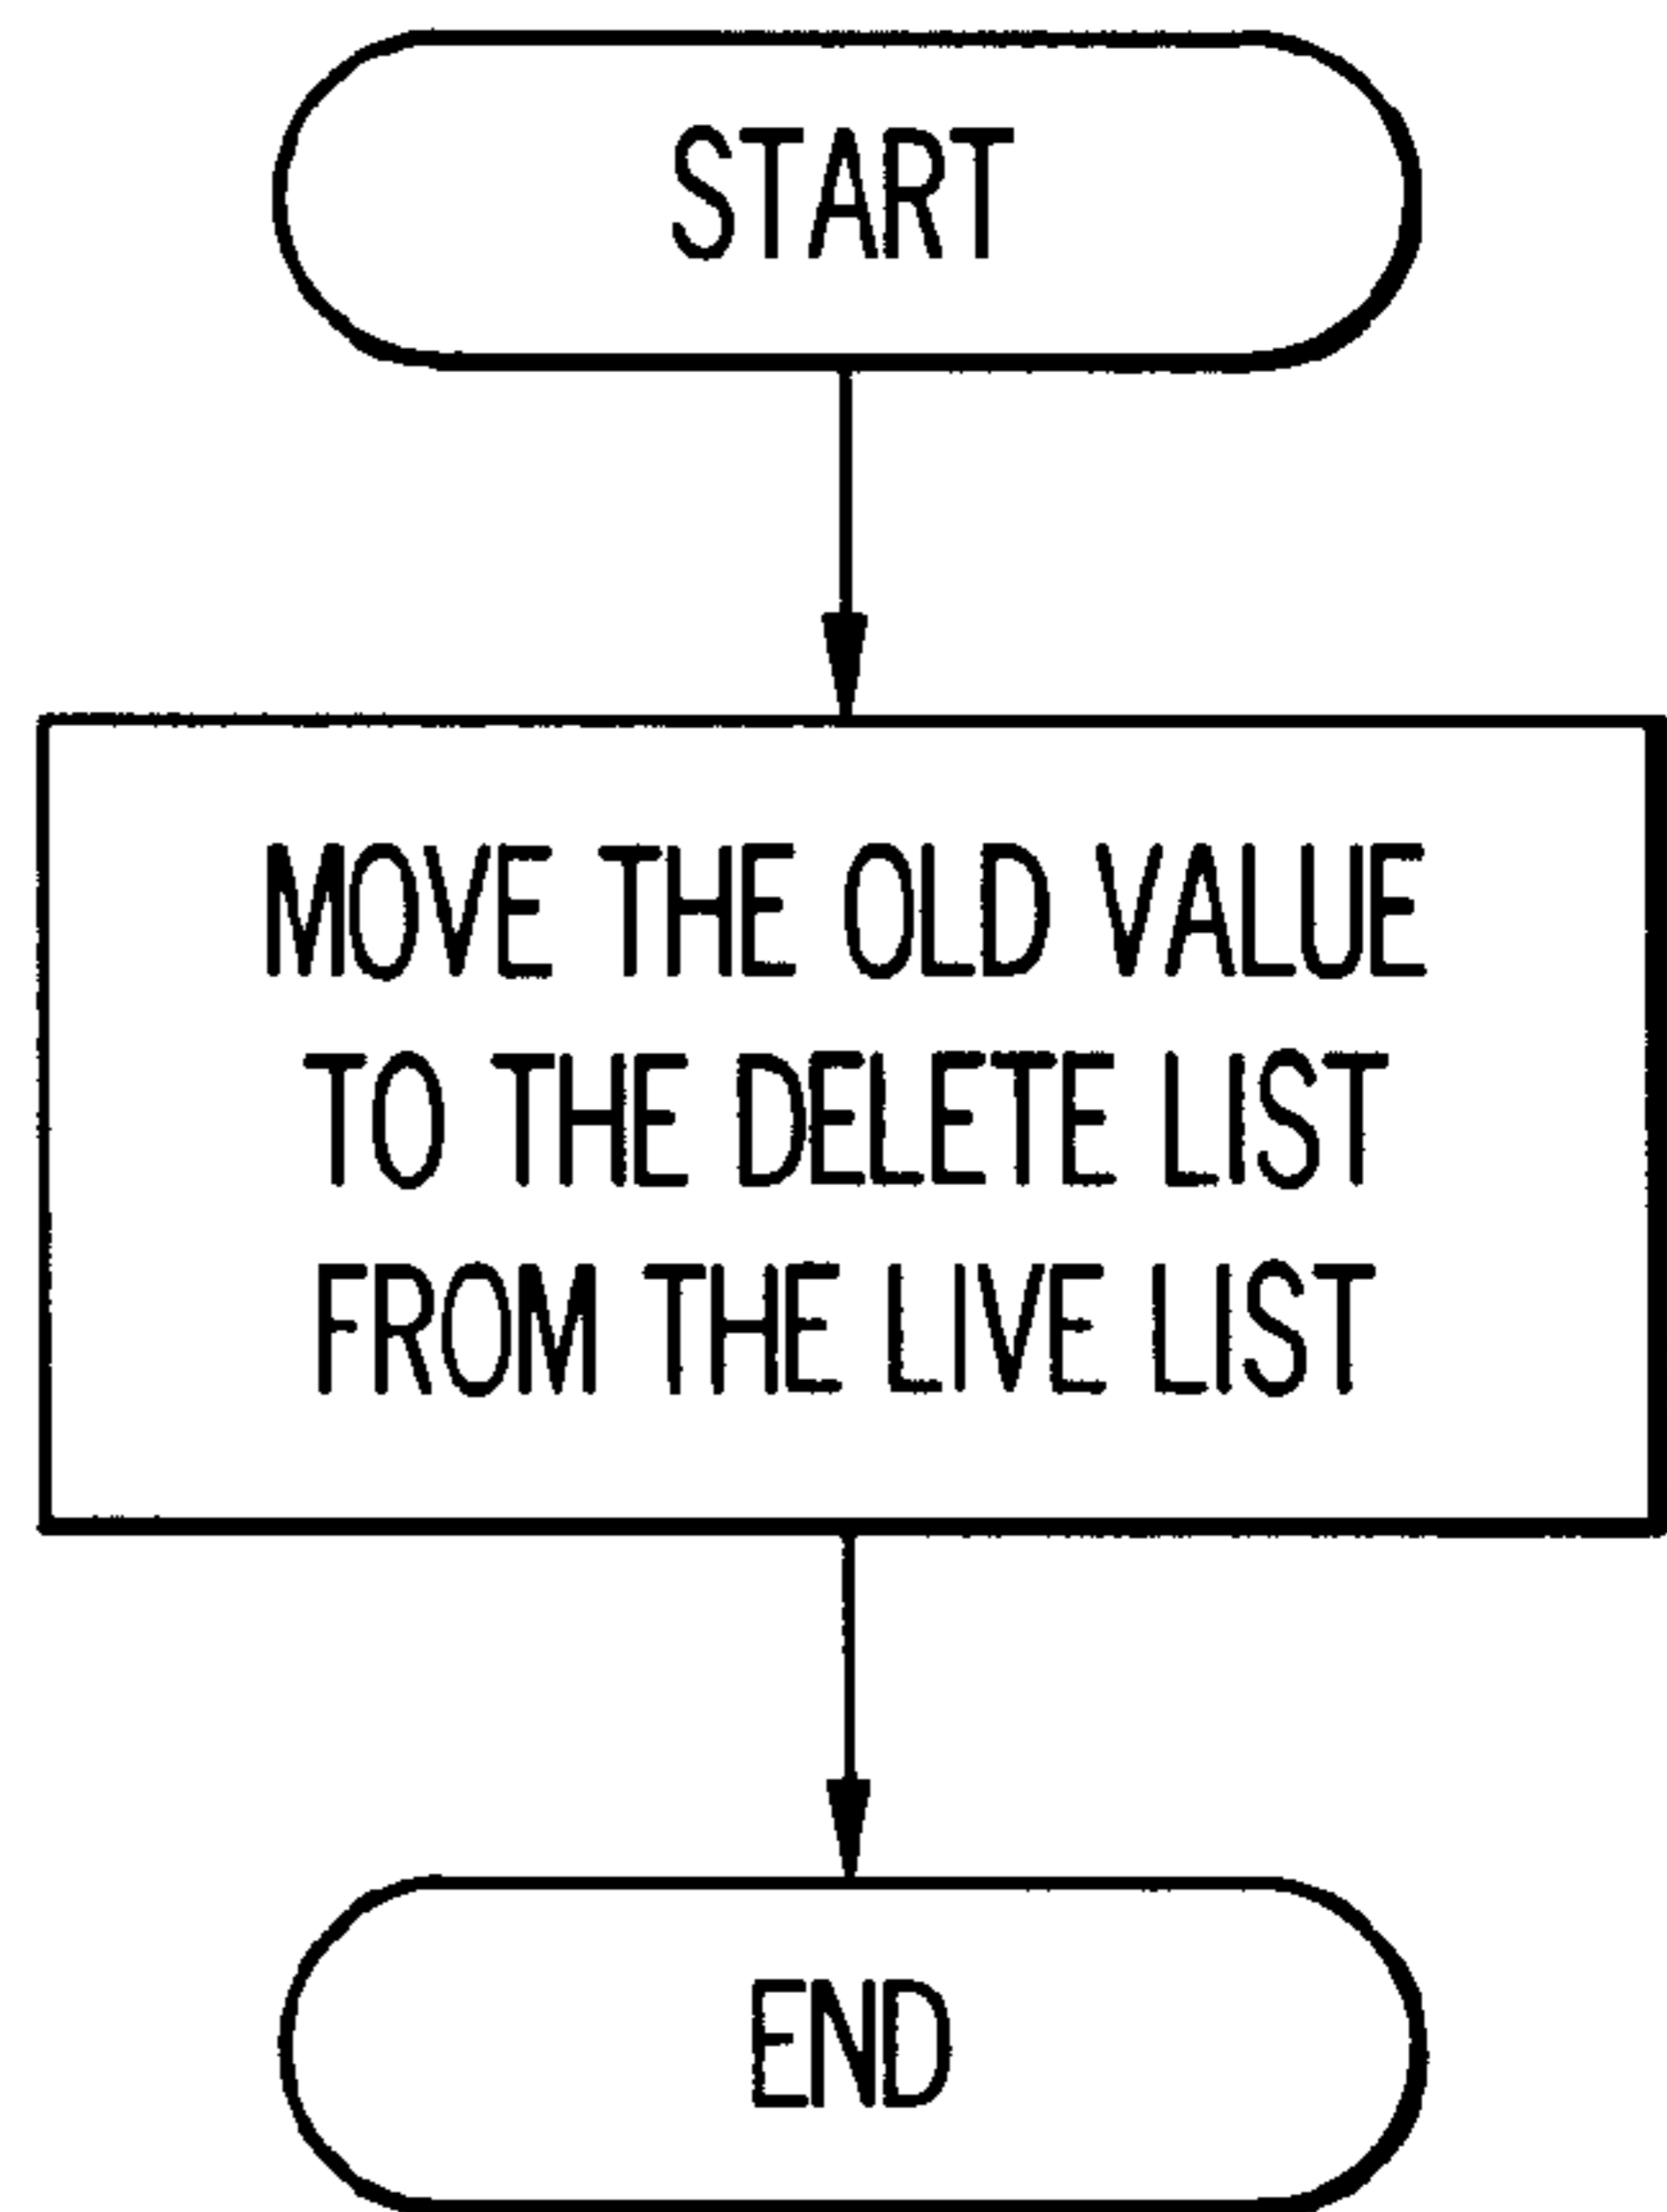 START
MOVE THE OLD VALUE
TO THE DELETE LIST
FROM THE LIVE LIST
END